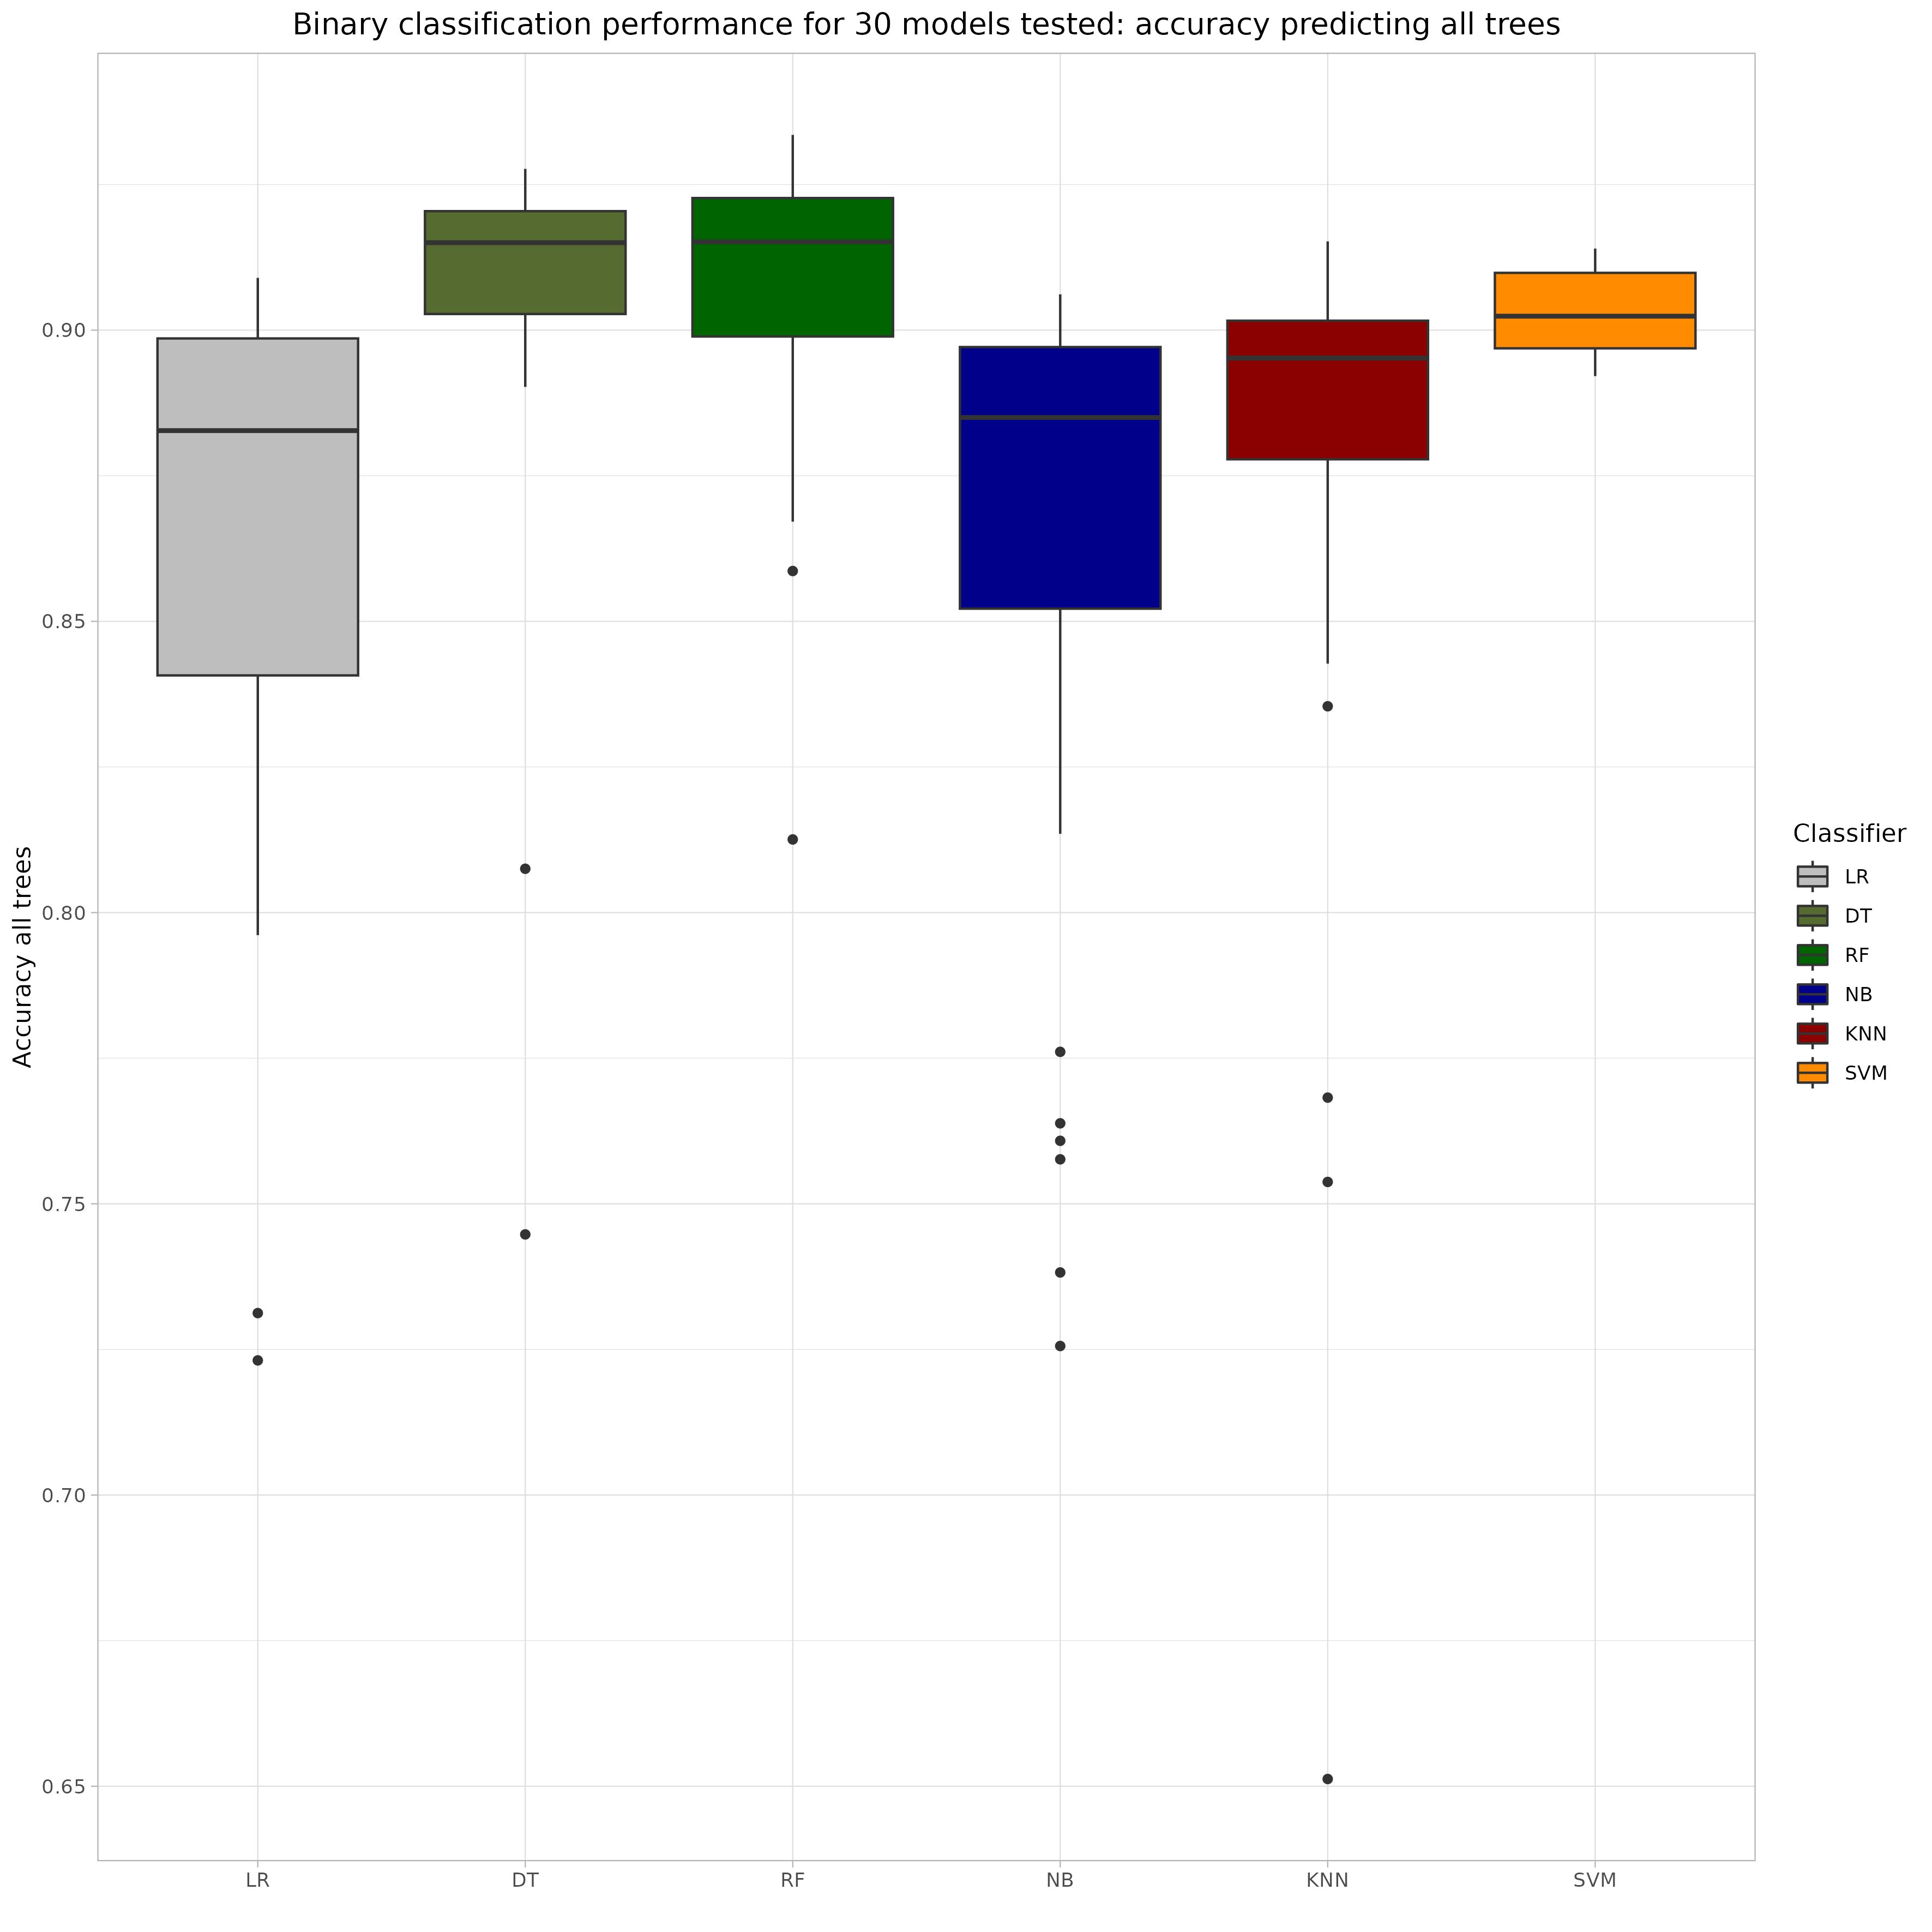 Binary classification performance for 30 models tested: accuracy predicting all trees
Accuracy all trees
0.90
0.85
0.80
0.75
0.70
0.65
LR
DT
RF
NB
KNN
SVM
Classifier
LR
DT
RF
NB
KNN
SVM